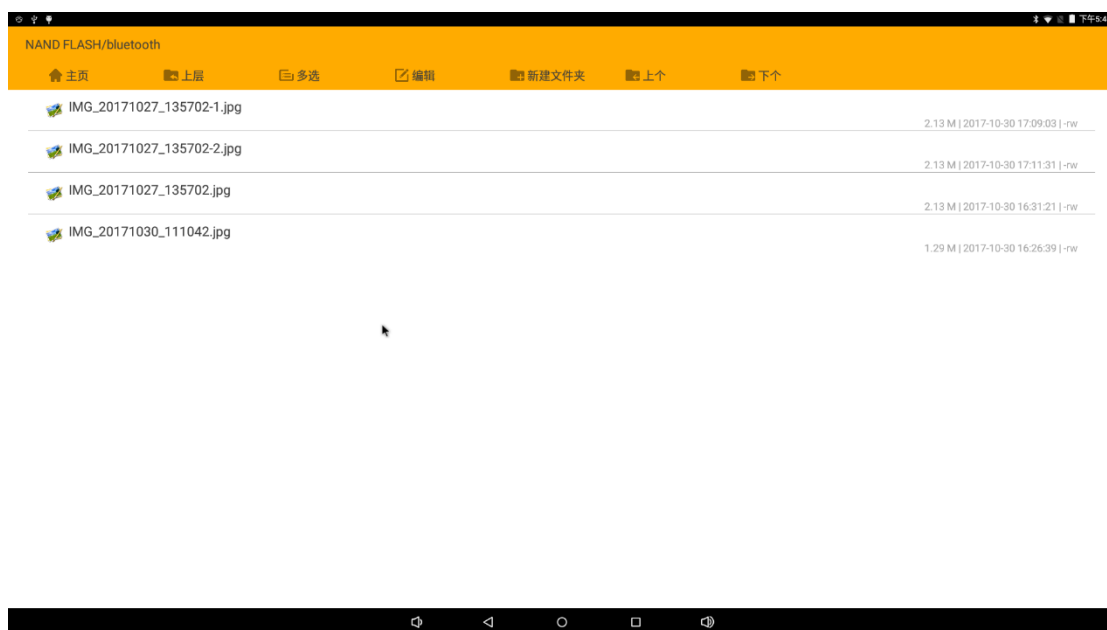 下午5:4
NAND FLASH/bluetooth
主页 上层 多选 编辑 新建文件夹 上个 下个
IMG_20171027_135702-1.jpg
2.13 M | 2017-10-30 17:09:03 | -rw
IMG_20171027_135702-2.jpg
2.13 M | 2017-10-30 17:11:31 | -rw
IMG_20171027_135702.jpg
2.13 M | 2017-10-30 16:31:21 | -rw
IMG_20171030_111042.jpg
1.29 M | 2017-10-30 16:26:39 | -rw